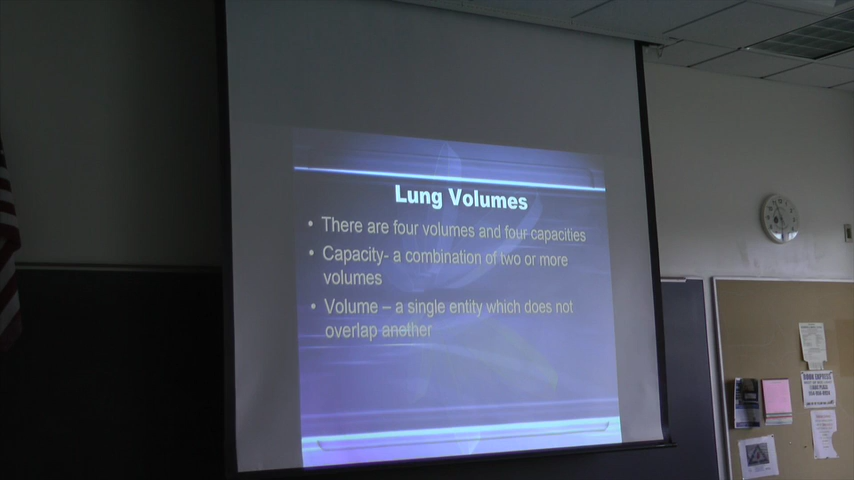 Lung Volumes
• There are four volumes and four capacities
• Capacity- a combination of two or more
volumes
• Volume – a single entity which does not
overlap another